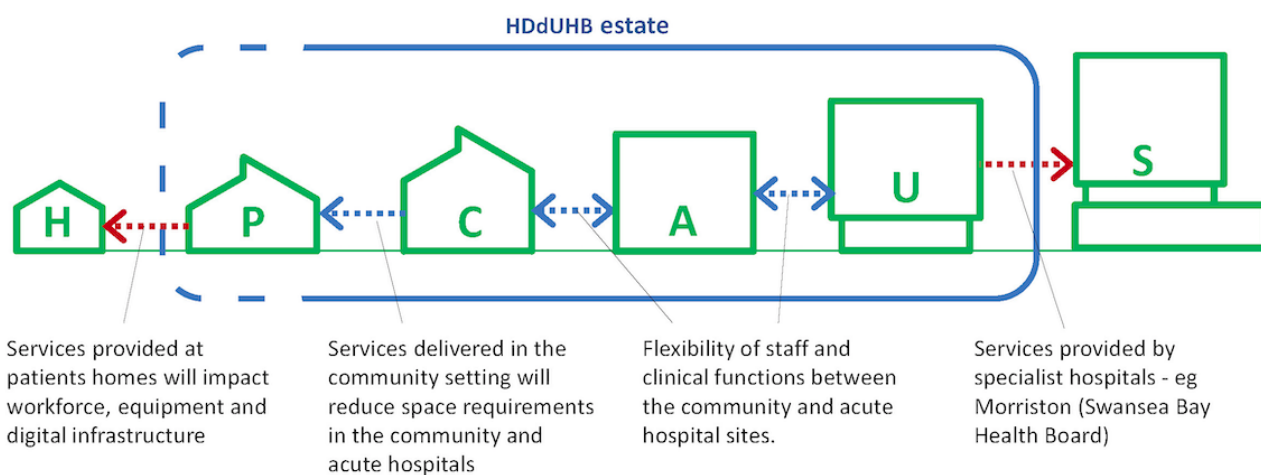 HDdUHB estate
H
P
C
A
U
S
Services provided at
patients homes will impact
workforce, equipment and
digital infrastructure
Services delivered in the
community setting will
reduce space requirements
in the community and
acute hospitals
Flexibility of staff and
clinical functions between
the community and acute
hospital sites.
Services provided by
specialist hospitals - eg
Morriston (Swansea Bay
Health Board)